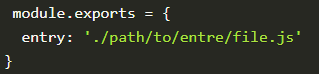 module.exports = {
  entry: './path/to/entre/file.js'
}